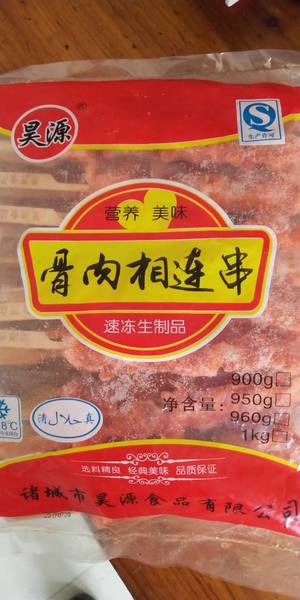 昊源®
生产许可
营养 美味
骨肉相连串
速冻生制品
净含量:
900g□
950g□
960g□
1kg□
8℃
清 真
选料精良 经典美味 品质保证
诸城市昊源食品有限公司